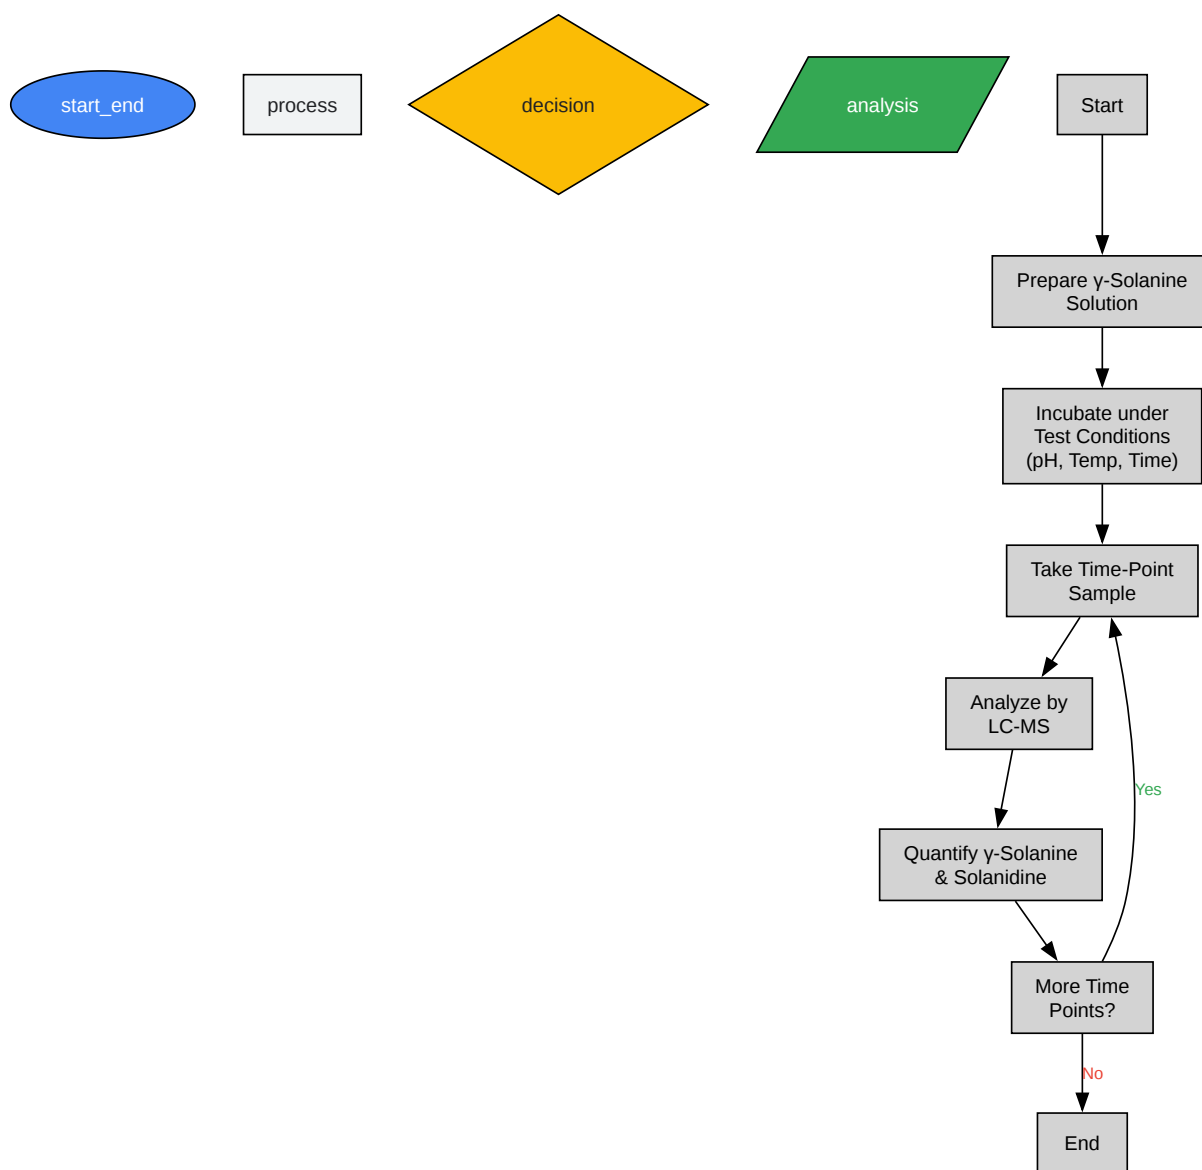 start_end
process
decision
analysis
Start
Prepare γ-Solanine
Solution
Incubate under
Test Conditions
(pH, Temp, Time)
Take Time-Point
Sample
Analyze by
LC-MS
Yes
Quantify γ-Solanine
& Solanidine
More Time
Points?
No
End